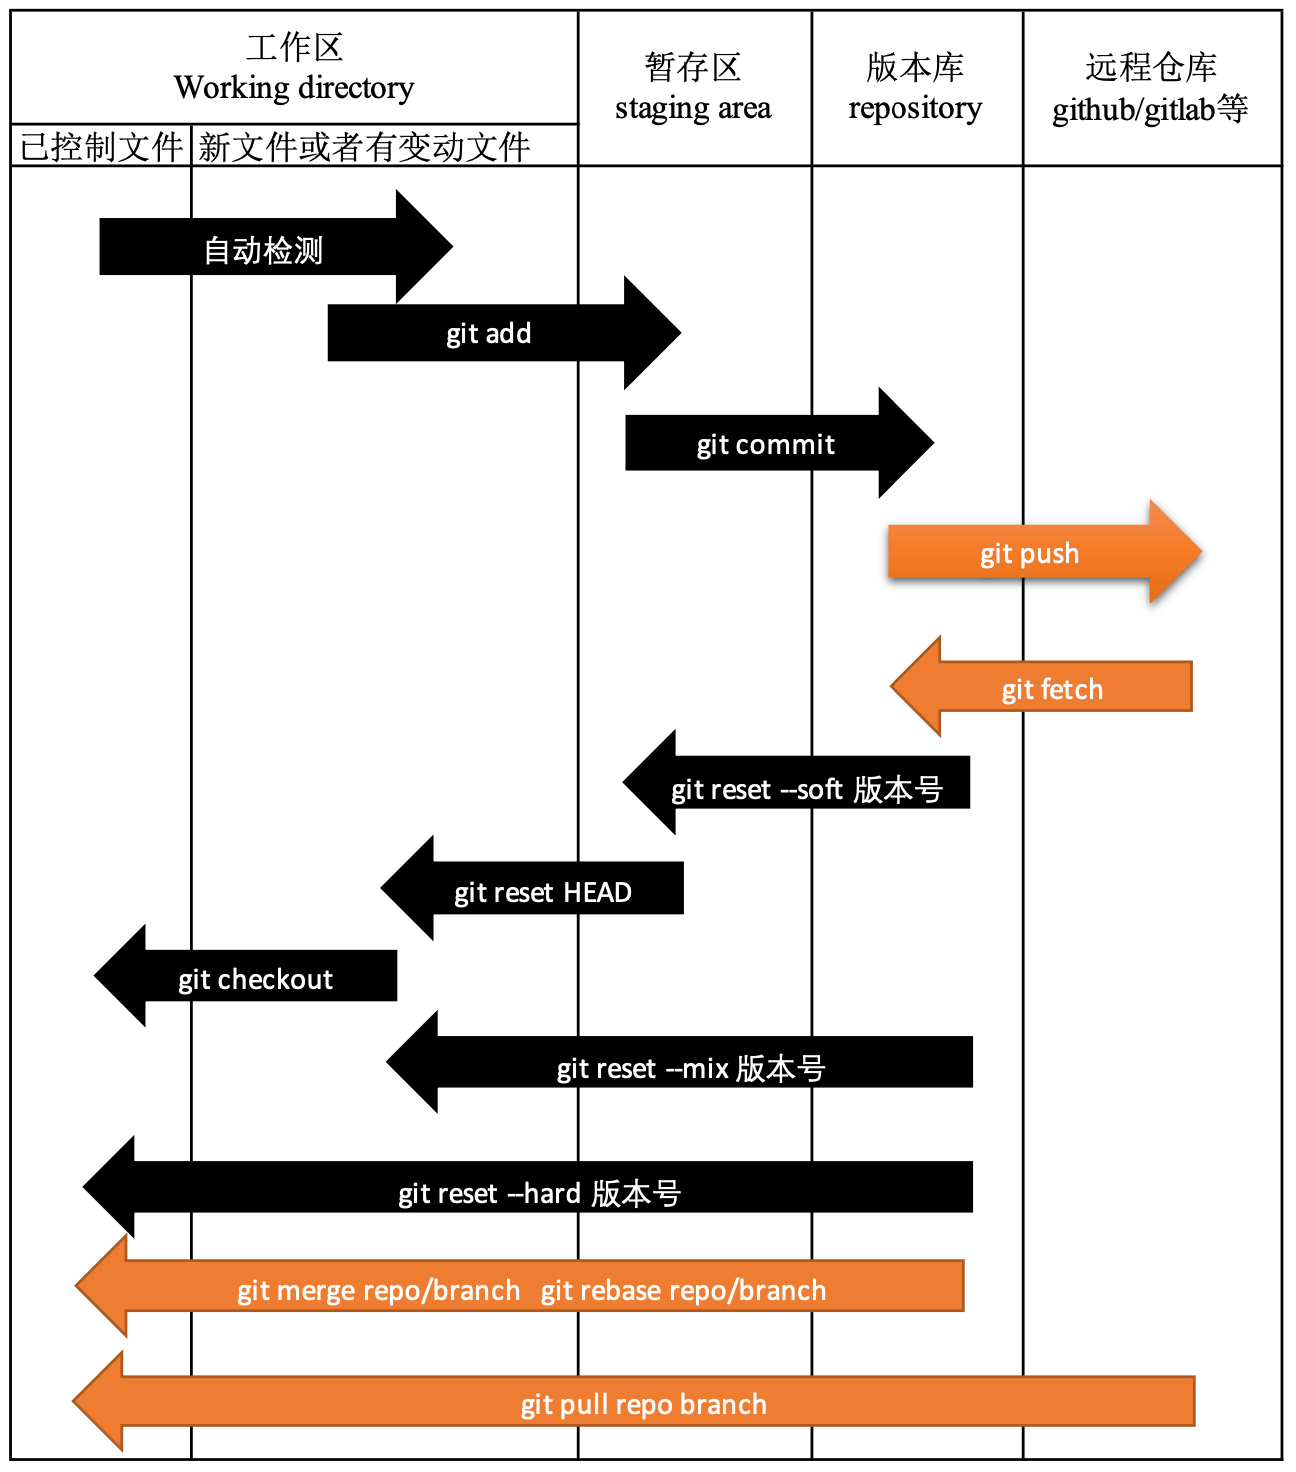 工作区
Working directory
暂存区
staging area
版本库
repository
远程仓库
github/gitlab等
已控制文件
新文件或者有变动文件
自动检测
git add
git commit
git push
git fetch
git reset --soft 版本号
git reset HEAD
git checkout
git reset --mix 版本号
git reset --hard 版本号
git merge repo/branch git rebase repo/branch
git pull repo branch